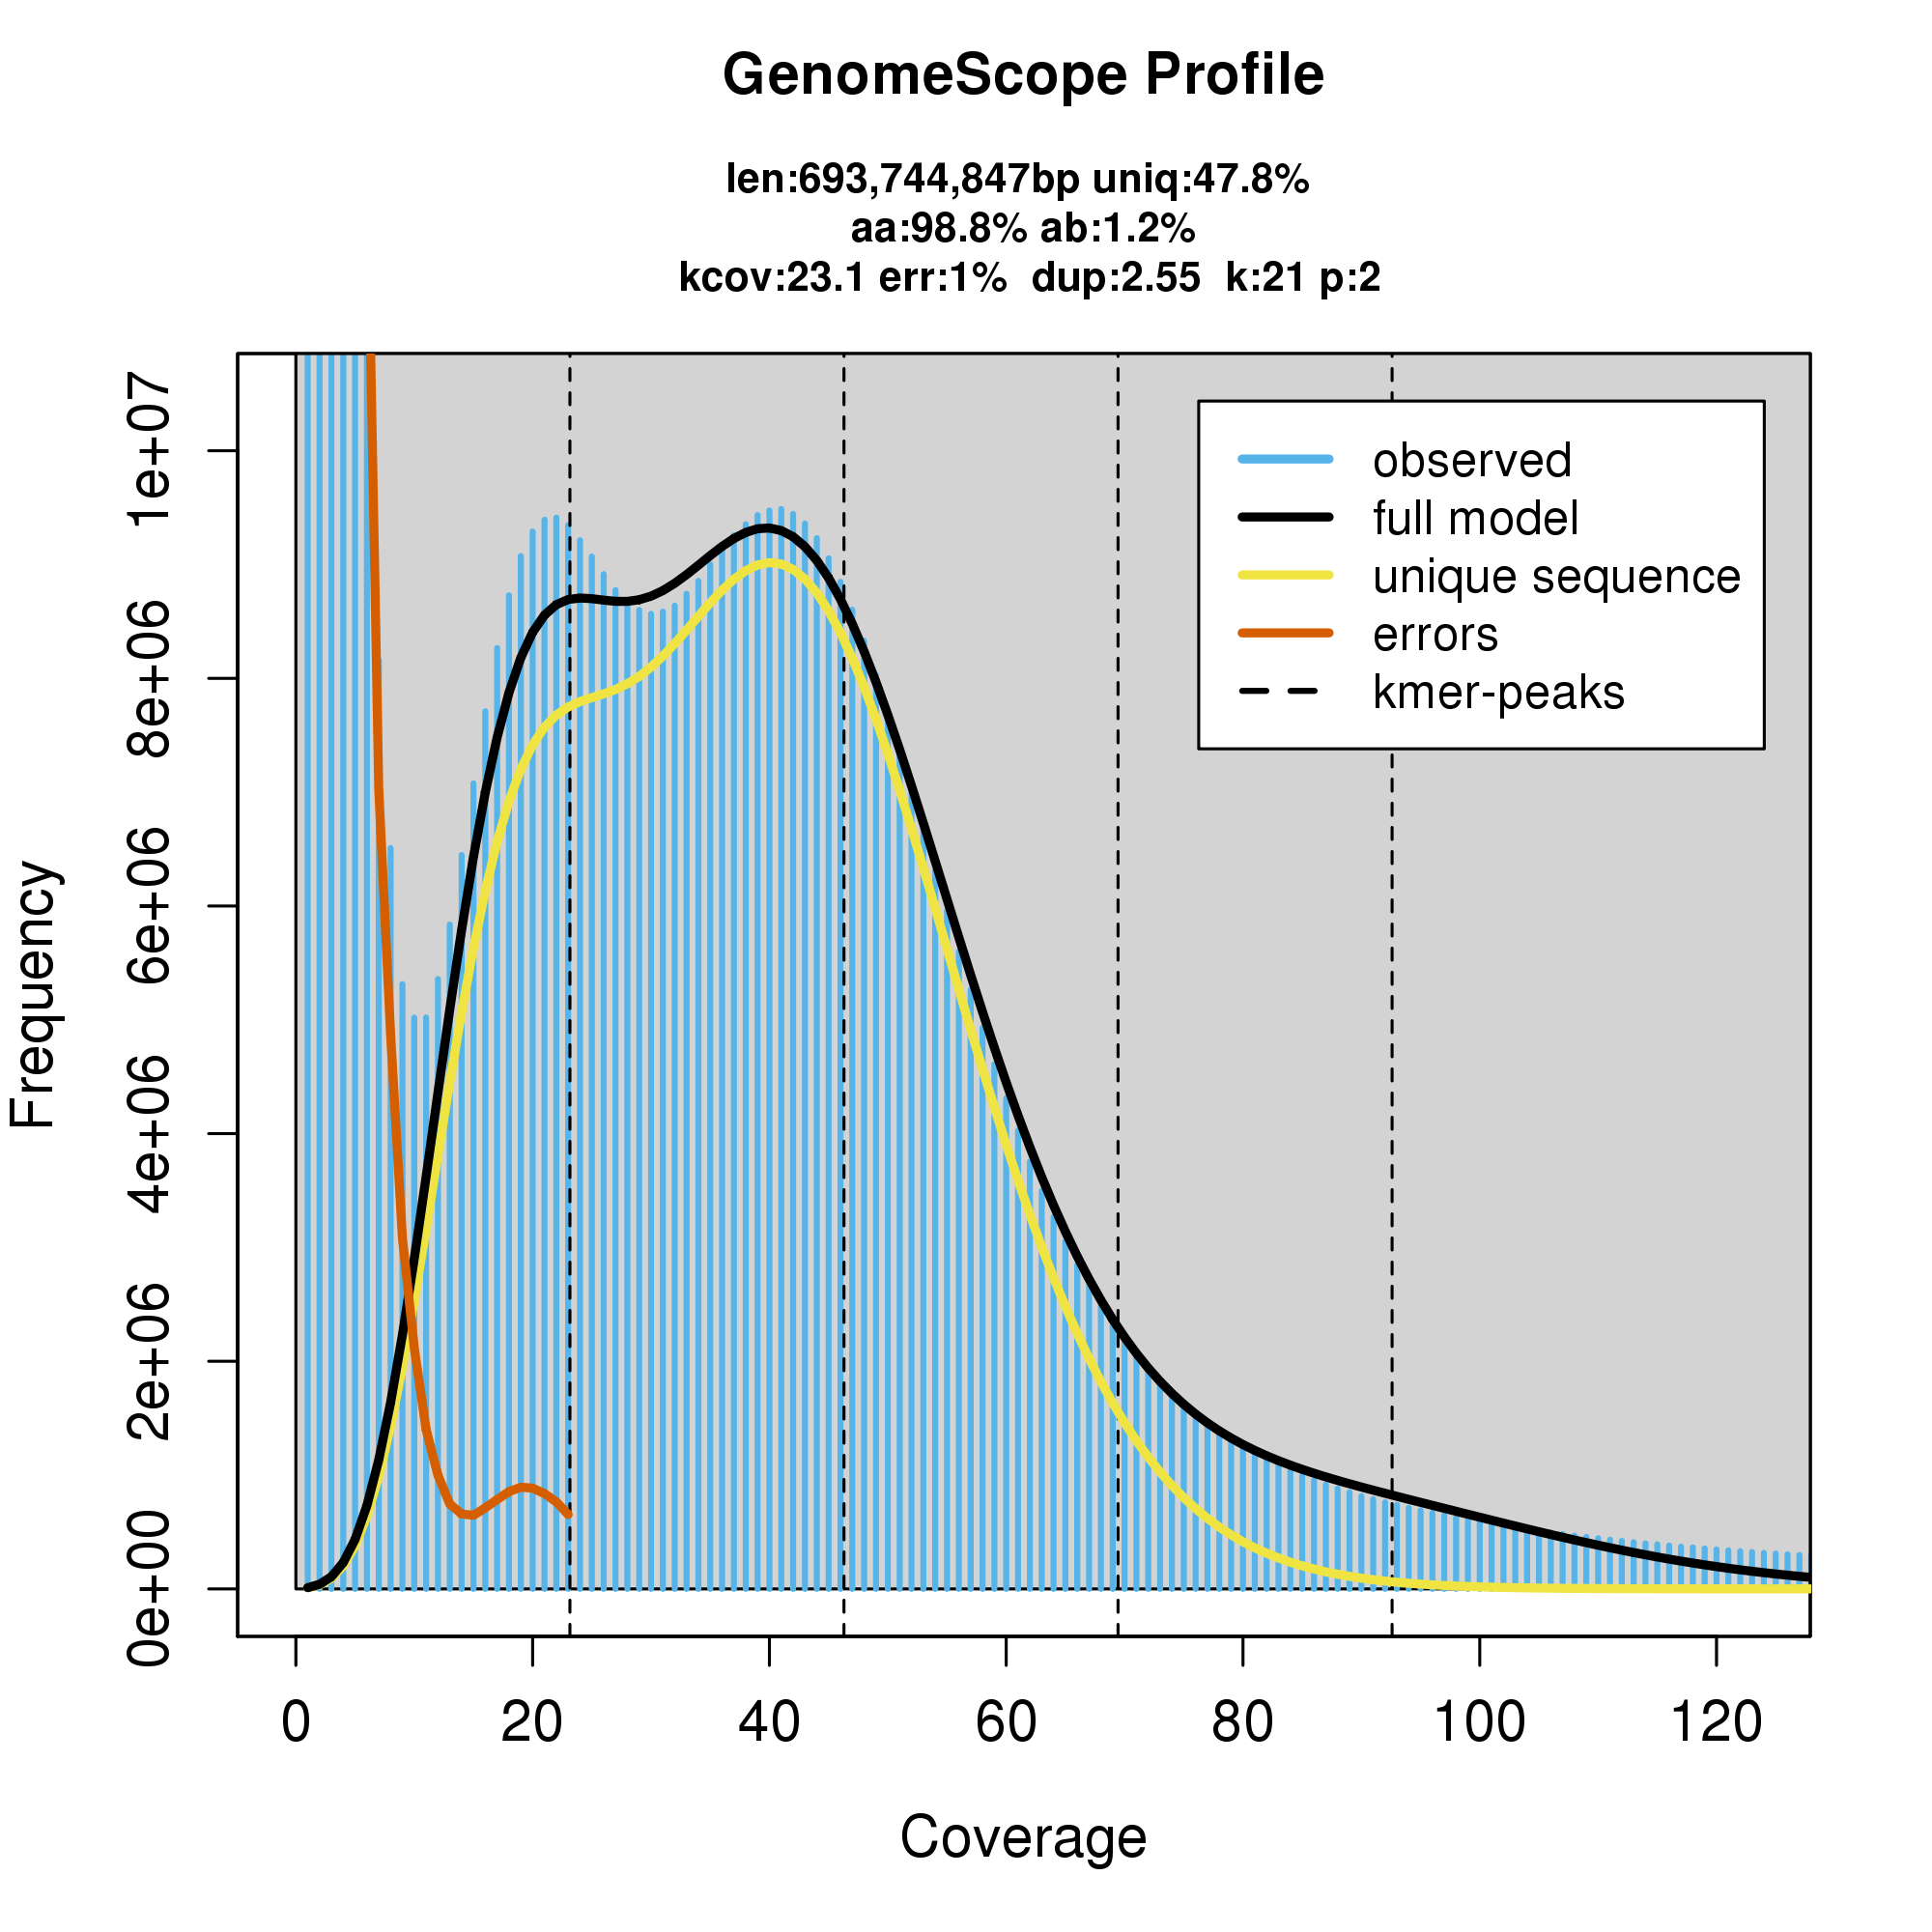 GenomeScope Profile
len:693,744,847bp uniq:47.8%
aa:98.8% ab:1.2%
kcov:23.1 err:1% dup:2.55 k:21 p:2
observed
full model
unique sequence
errors
kmer-peaks
Frequency
1e+07
8e+06
6e+06
4e+06
2e+06
0e+00
0 20 40 60 80 100 120
Coverage